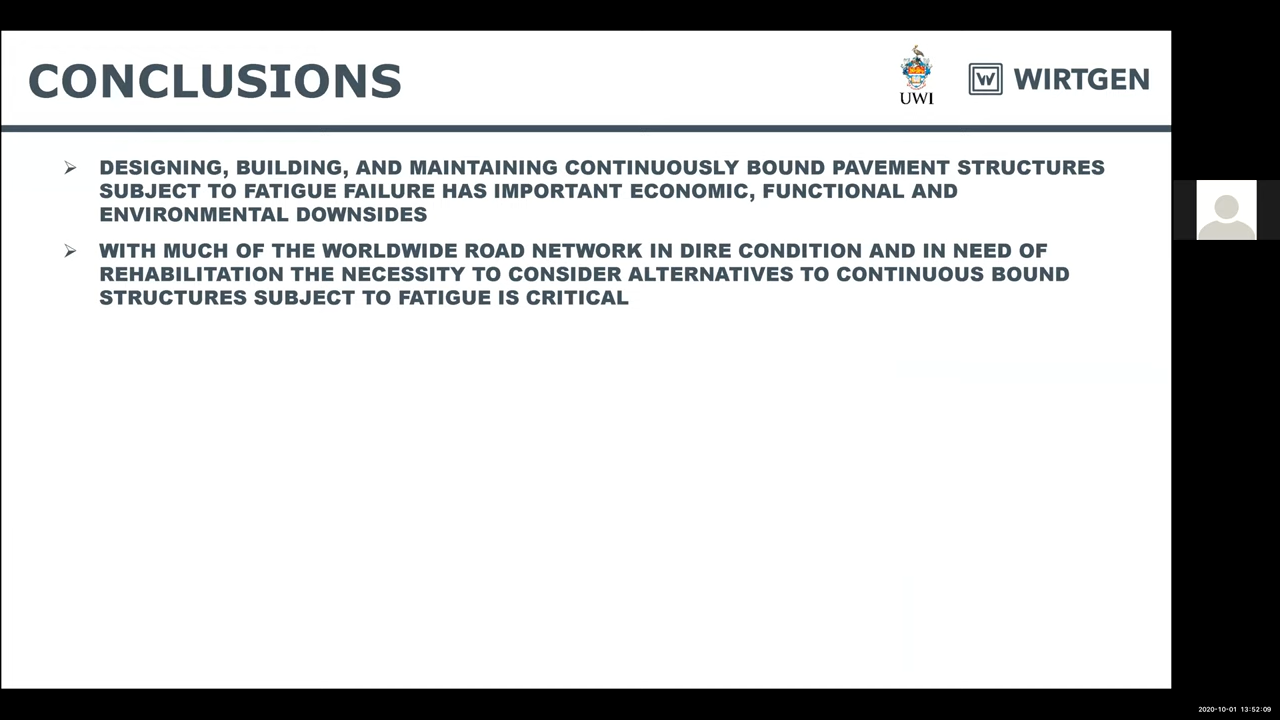 CONCLUSIONS
UWI
W WIRTGEN
DESIGNING, BUILDING, AND MAINTAINING CONTINUOUSLY BOUND PAVEMENT STRUCTURES
SUBJECT TO FATIGUE FAILURE HAS IMPORTANT ECONOMIC, FUNCTIONAL AND
ENVIRONMENTAL DOWNSIDES
WITH MUCH OF THE WORLDWIDE ROAD NETWORK IN DIRE CONDITION AND IN NEED OF
REHABILITATION THE NECESSITY TO CONSIDER ALTERNATIVES TO CONTINUOUS BOUND
STRUCTURES SUBJECT TO FATIGUE IS CRITICAL
2020-10-01 13:52:09